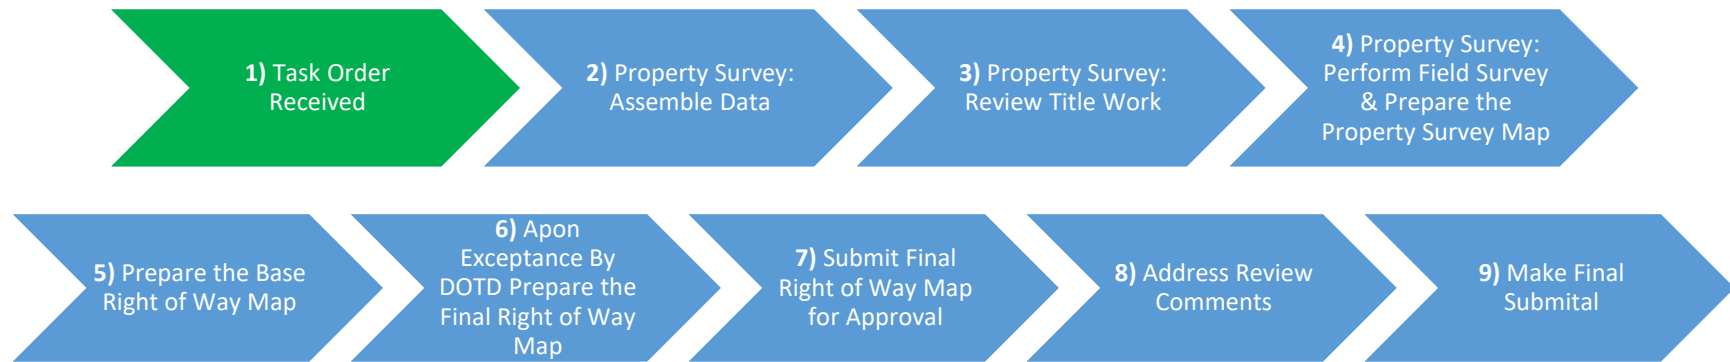 1) Task Order
Received
2) Property Survey:
Assemble Data
3) Property Survey:
Review Title Work
4) Property Survey:
Perform Field Survey
& Prepare the
Property Survey Map
5) Prepare the Base
Right of Way Map
6) Apon
Exceptance By
DOTD Prepare the
Final Right of Way
Map
7) Submit Final
Right of Way Map
for Approval
8) Address Review
Comments
9) Make Final
Submital